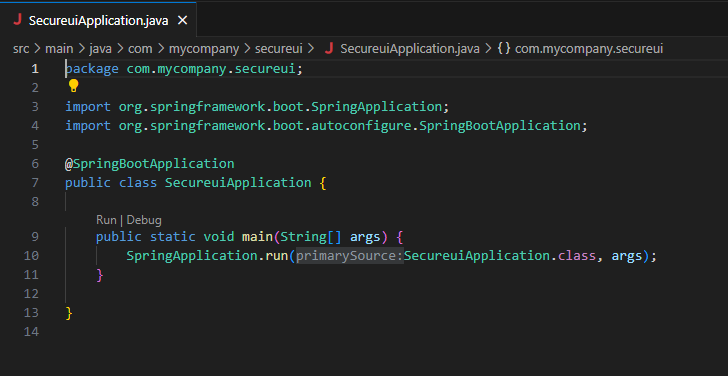 SecureuiApplication.java ×
src > main > java > com > mycompany > secureui > J SecureuiApplication.java > {} com.mycompany.secureui
1 package com.mycompany.secureui;
2
3 import org.springframework.boot.SpringApplication;
4 import org.springframework.boot.autoconfigure.SpringBootApplication;
5
6 @SpringBootApplication
7 public class SecureuiApplication {
8
Run | Debug
9 public static void main(String[] args) {
10 SpringApplication.run(primarySource:SecureuiApplication.class, args);
11 }
12
13 }
14